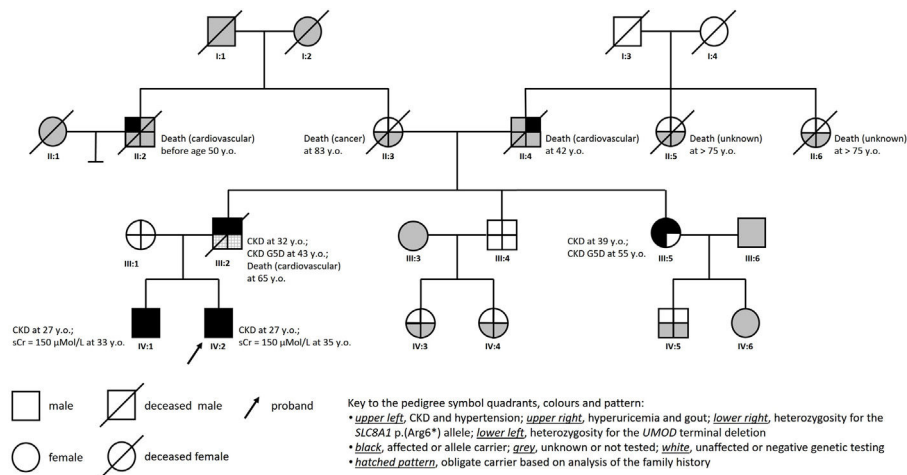 I:1
I:2
I:3
I:4
II:1
II:2
Death (cardiovascular)
before age 50 y.o.
Death (cancer)
at 83 y.o.
II:3
II:4
Death (cardiovascular)
at 42 y.o.
II:5
Death (unknown)
at > 75 y.o.
II:6
Death (unknown)
at > 75 y.o.
III:1
III:2
CKD at 32 y.o.;
CKD G5D at 43 y.o.;
Death (cardiovascular)
at 65 y.o.
III:3
III:4
CKD at 39 y.o.;
CKD G5D at 55 y.o.
III:5
III:6
CKD at 27 y.o.;
sCr = 150 µMol/L at 33 y.o.
IV:1
IV:2
CKD at 27 y.o.;
sCr = 150 µMol/L at 35 y.o.
IV:3
IV:4
IV:5
IV:6
male
deceased male
proband
female
deceased female
Key to the pedigree symbol quadrants, colours and pattern:
• upper left, CKD and hypertension; upper right, hyperuricemia and gout; lower right, heterozygosity for the
SLC8A1 p.(Arg6*) allele; lower left, heterozygosity for the UMOD terminal deletion
• black, affected or allele carrier; grey, unknown or not tested; white, unaffected or negative genetic testing
• hatched pattern, obligate carrier based on analysis of the family history